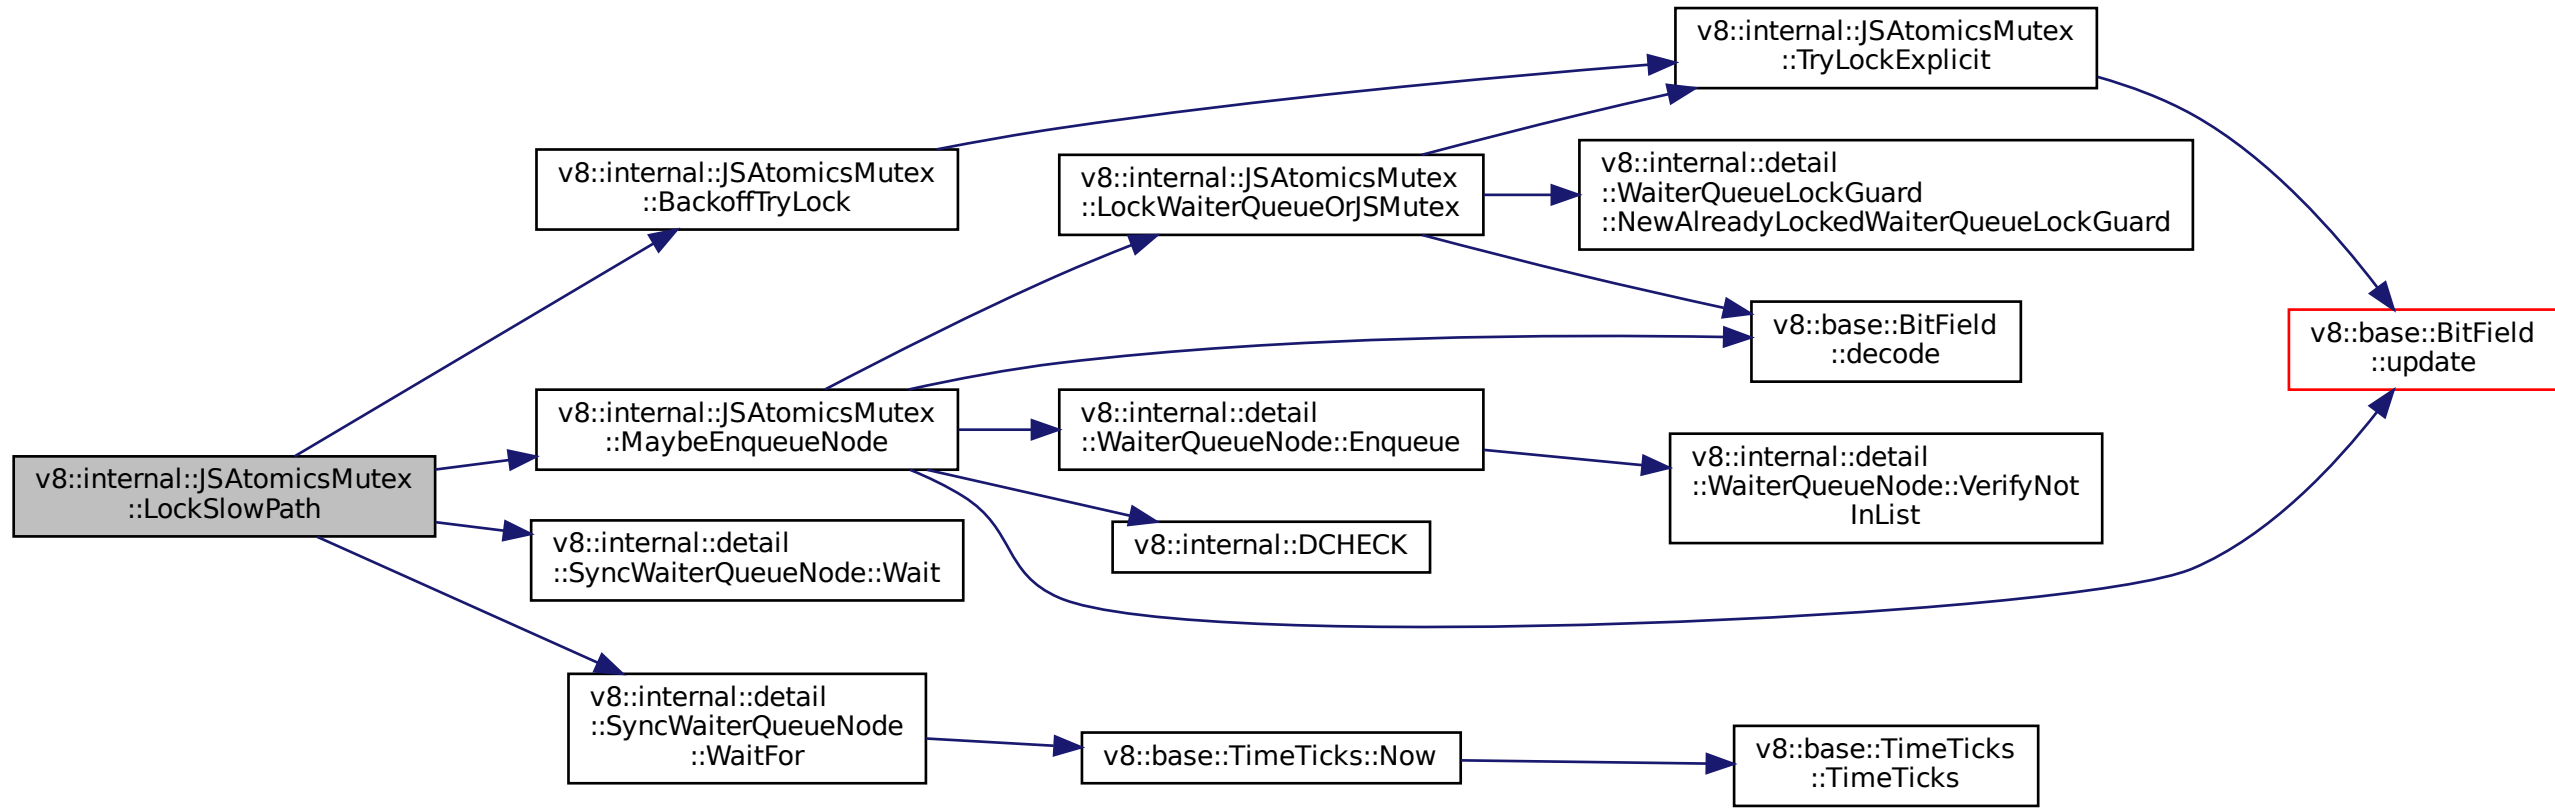 v8::internal::JSAtomicsMutex
::LockSlowPath
v8::internal::JSAtomicsMutex
::BackoffTryLock
v8::internal::JSAtomicsMutex
::TryLockExplicit
v8::internal::JSAtomicsMutex
::LockWaiterQueueOrJSMutex
v8::internal::detail
::WaiterQueueLockGuard
::NewAlreadyLockedWaiterQueueLockGuard
v8::base::BitField
::decode
v8::base::BitField
::update
v8::internal::JSAtomicsMutex
::MaybeEnqueueNode
v8::internal::detail
::WaiterQueueNode::Enqueue
v8::internal::detail
::WaiterQueueNode::VerifyNot
InList
v8::internal::DCHECK
v8::internal::detail
::SyncWaiterQueueNode::Wait
v8::internal::detail
::SyncWaiterQueueNode
::WaitFor
v8::base::TimeTicks::Now
v8::base::TimeTicks
::TimeTicks